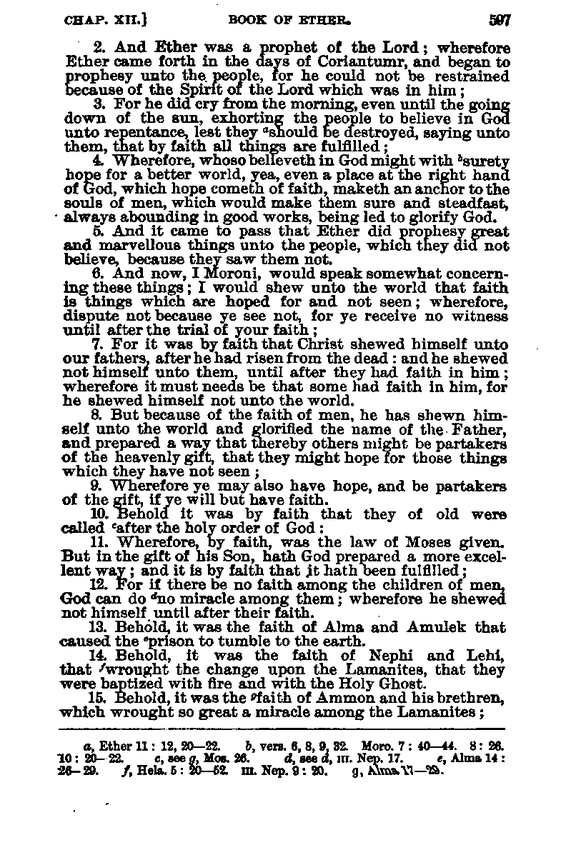 CHAP. XII.] BOOK OF ETHER. 597
2. And Ether was a prophet of the Lord; wherefore
Ether came forth in the days of Coriantumr, and began to
prophesy unto the people, for he could not be restrained
because of the Spirit of the Lord which was in him;
3. For he did cry from the morning, even until the going
down of the sun, exhorting the people to believe in God
unto repentance, lest they ᵃshould be destroyed, saying unto
them, that by faith all things are fulfilled;
4. Wherefore, whoso believeth in God might with ᵇsurety
hope for a better world, yea, even a place at the right hand
of God, which hope cometh of faith, maketh an anchor to the
souls of men, which would make them sure and steadfast,
always abounding in good works, being led to glorify God.
5. And it came to pass that Ether did prophesy great
and marvellous things unto the people, which they did not
believe, because they saw them not.
6. And now, I Moroni, would speak somewhat concern-
ing these things; I would shew unto the world that faith
is things which are hoped for and not seen; wherefore,
dispute not because ye see not, for ye receive no witness
until after the trial of your faith;
7. For it was by faith that Christ shewed himself unto
our fathers, after he had risen from the dead: and he shewed
not himself unto them, until after they had faith in him;
wherefore it must needs be that some had faith in him, for
he shewed himself not unto the world.
8. But because of the faith of men, he has shewn him-
self unto the world and glorified the name of the Father,
and prepared a way that thereby others might be partakers
of the heavenly gift, that they might hope for those things
which they have not seen;
9. Wherefore ye may also have hope, and be partakers
of the gift, if ye will but have faith.
10. Behold it was by faith that they of old were
called ᶜafter the holy order of God:
11. Wherefore, by faith, was the law of Moses given.
But in the gift of his Son, hath God prepared a more excel-
lent way; and it is by faith that it hath been fulfilled;
12. For if there be no faith among the children of men,
God can do ᵈno miracle among them; wherefore he shewed
not himself until after their faith.
13. Behold, it was the faith of Alma and Amulek that
caused the ᵉprison to tumble to the earth.
14. Behold, it was the faith of Nephi and Lehi,
that ᶠwrought the change upon the Lamanites, that they
were baptized with fire and with the Holy Ghost.
15. Behold, it was the ᵍfaith of Ammon and his brethren,
which wrought so great a miracle among the Lamanites;
a, Ether 11: 12, 20—22. b, vers. 6, 8, 9, 32. Moro. 7: 40—44. 8: 26.
10: 20—22. c, see g, Mos. 26. d, see d, III. Nep. 17. e, Alma 14:
26—29. f, Hela. 5: 20—52. III. Nep. 9: 20. g, Alma 17—29.